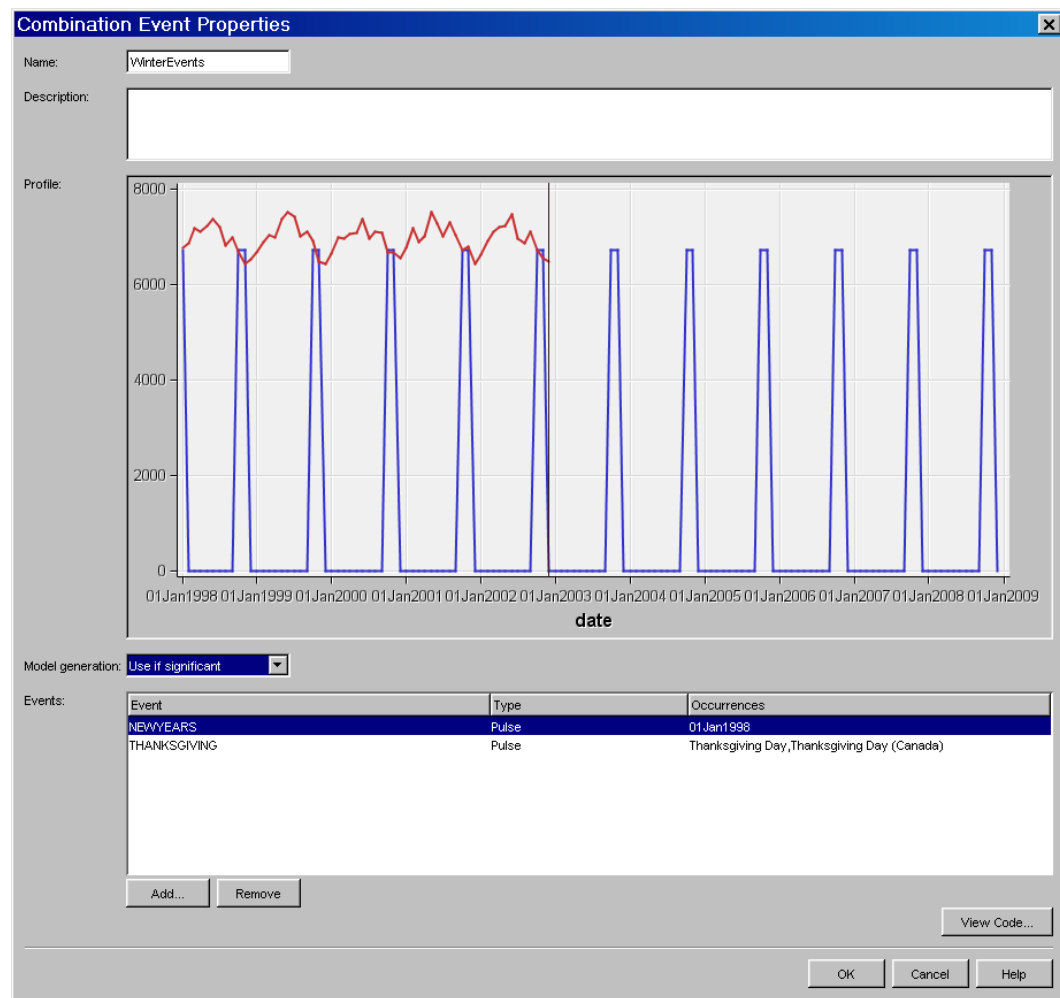 Combination Event Properties
Name: WinterEvents
Description:
Profile:
8000
6000
4000
2000
0
01Jan1998 01Jan1999 01Jan2000 01Jan2001 01Jan2002 01Jan2003 01Jan2004 01Jan2005 01Jan2006 01Jan2007 01Jan2008 01Jan2009
date
Model generation: Use if significant
Events:
Event Type Occurrences
NEWYEARS Pulse 01Jan1998
THANKSGIVING Pulse Thanksgiving Day,Thanksgiving Day (Canada)
Add... Remove
View Code...
OK Cancel Help